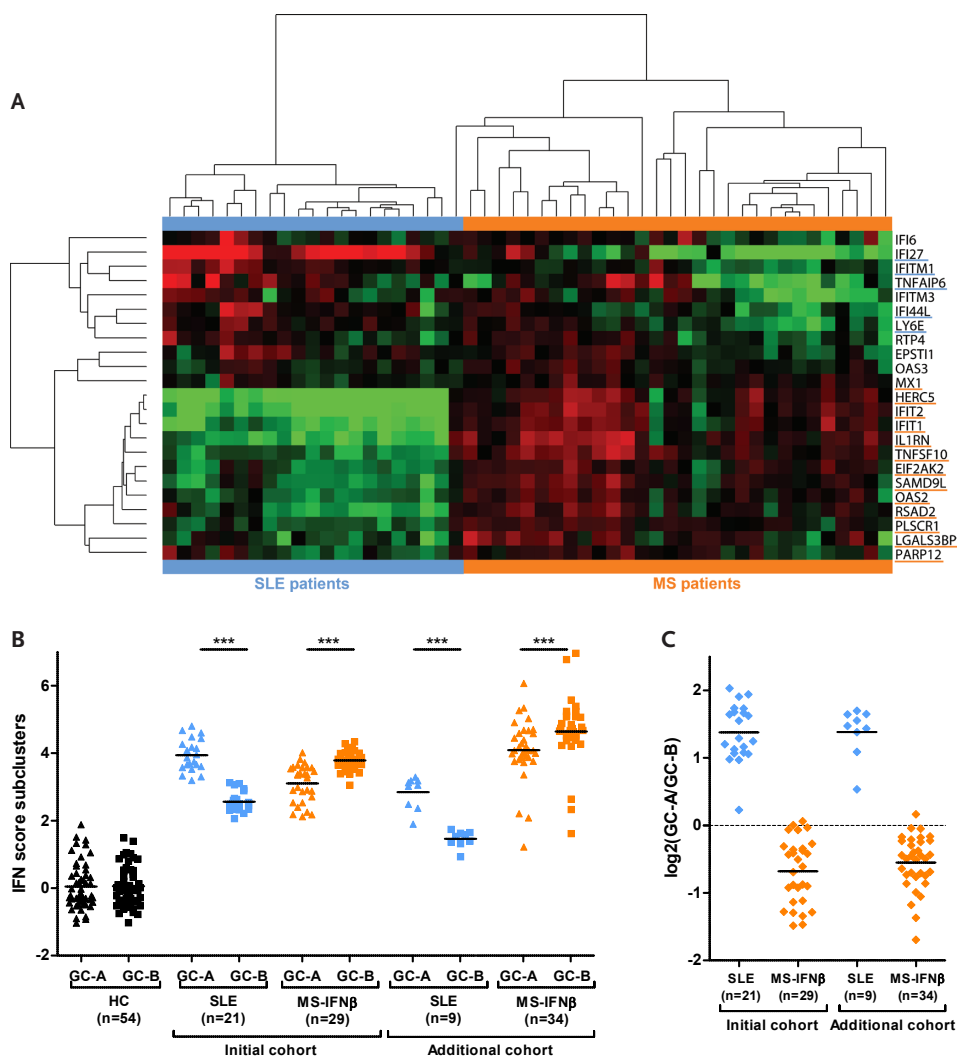 A
IFI6
IFI27
IFITM1
TNFAIP6
IFITM3
IFI44L
LY6E
RTP4
EPSTI1
OAS3
MX1
HERC5
IFIT2
IFIT1
IL1RN
TNFSF10
EIF2AK2
SAMD9L
OAS2
RSAD2
PLSCR1
LGALS3BP
PARP12
SLE patients MS patients
B
*** *** *** ***
IFN score subclusters
6
4
2
0
-2
GC-A GC-B GC-A GC-B GC-A GC-B GC-A GC-B GC-A GC-B
HC SLE MS-IFNβ SLE MS-IFNβ
(n=54) (n=21) (n=29) (n=9) (n=34)
Initial cohort Additional cohort
C
log2(GC-A/GC-B)
2
1
0
-1
-2
SLE MS-IFNβ SLE MS-IFNβ
(n=21) (n=29) (n=9) (n=34)
Initial cohort Additional cohort